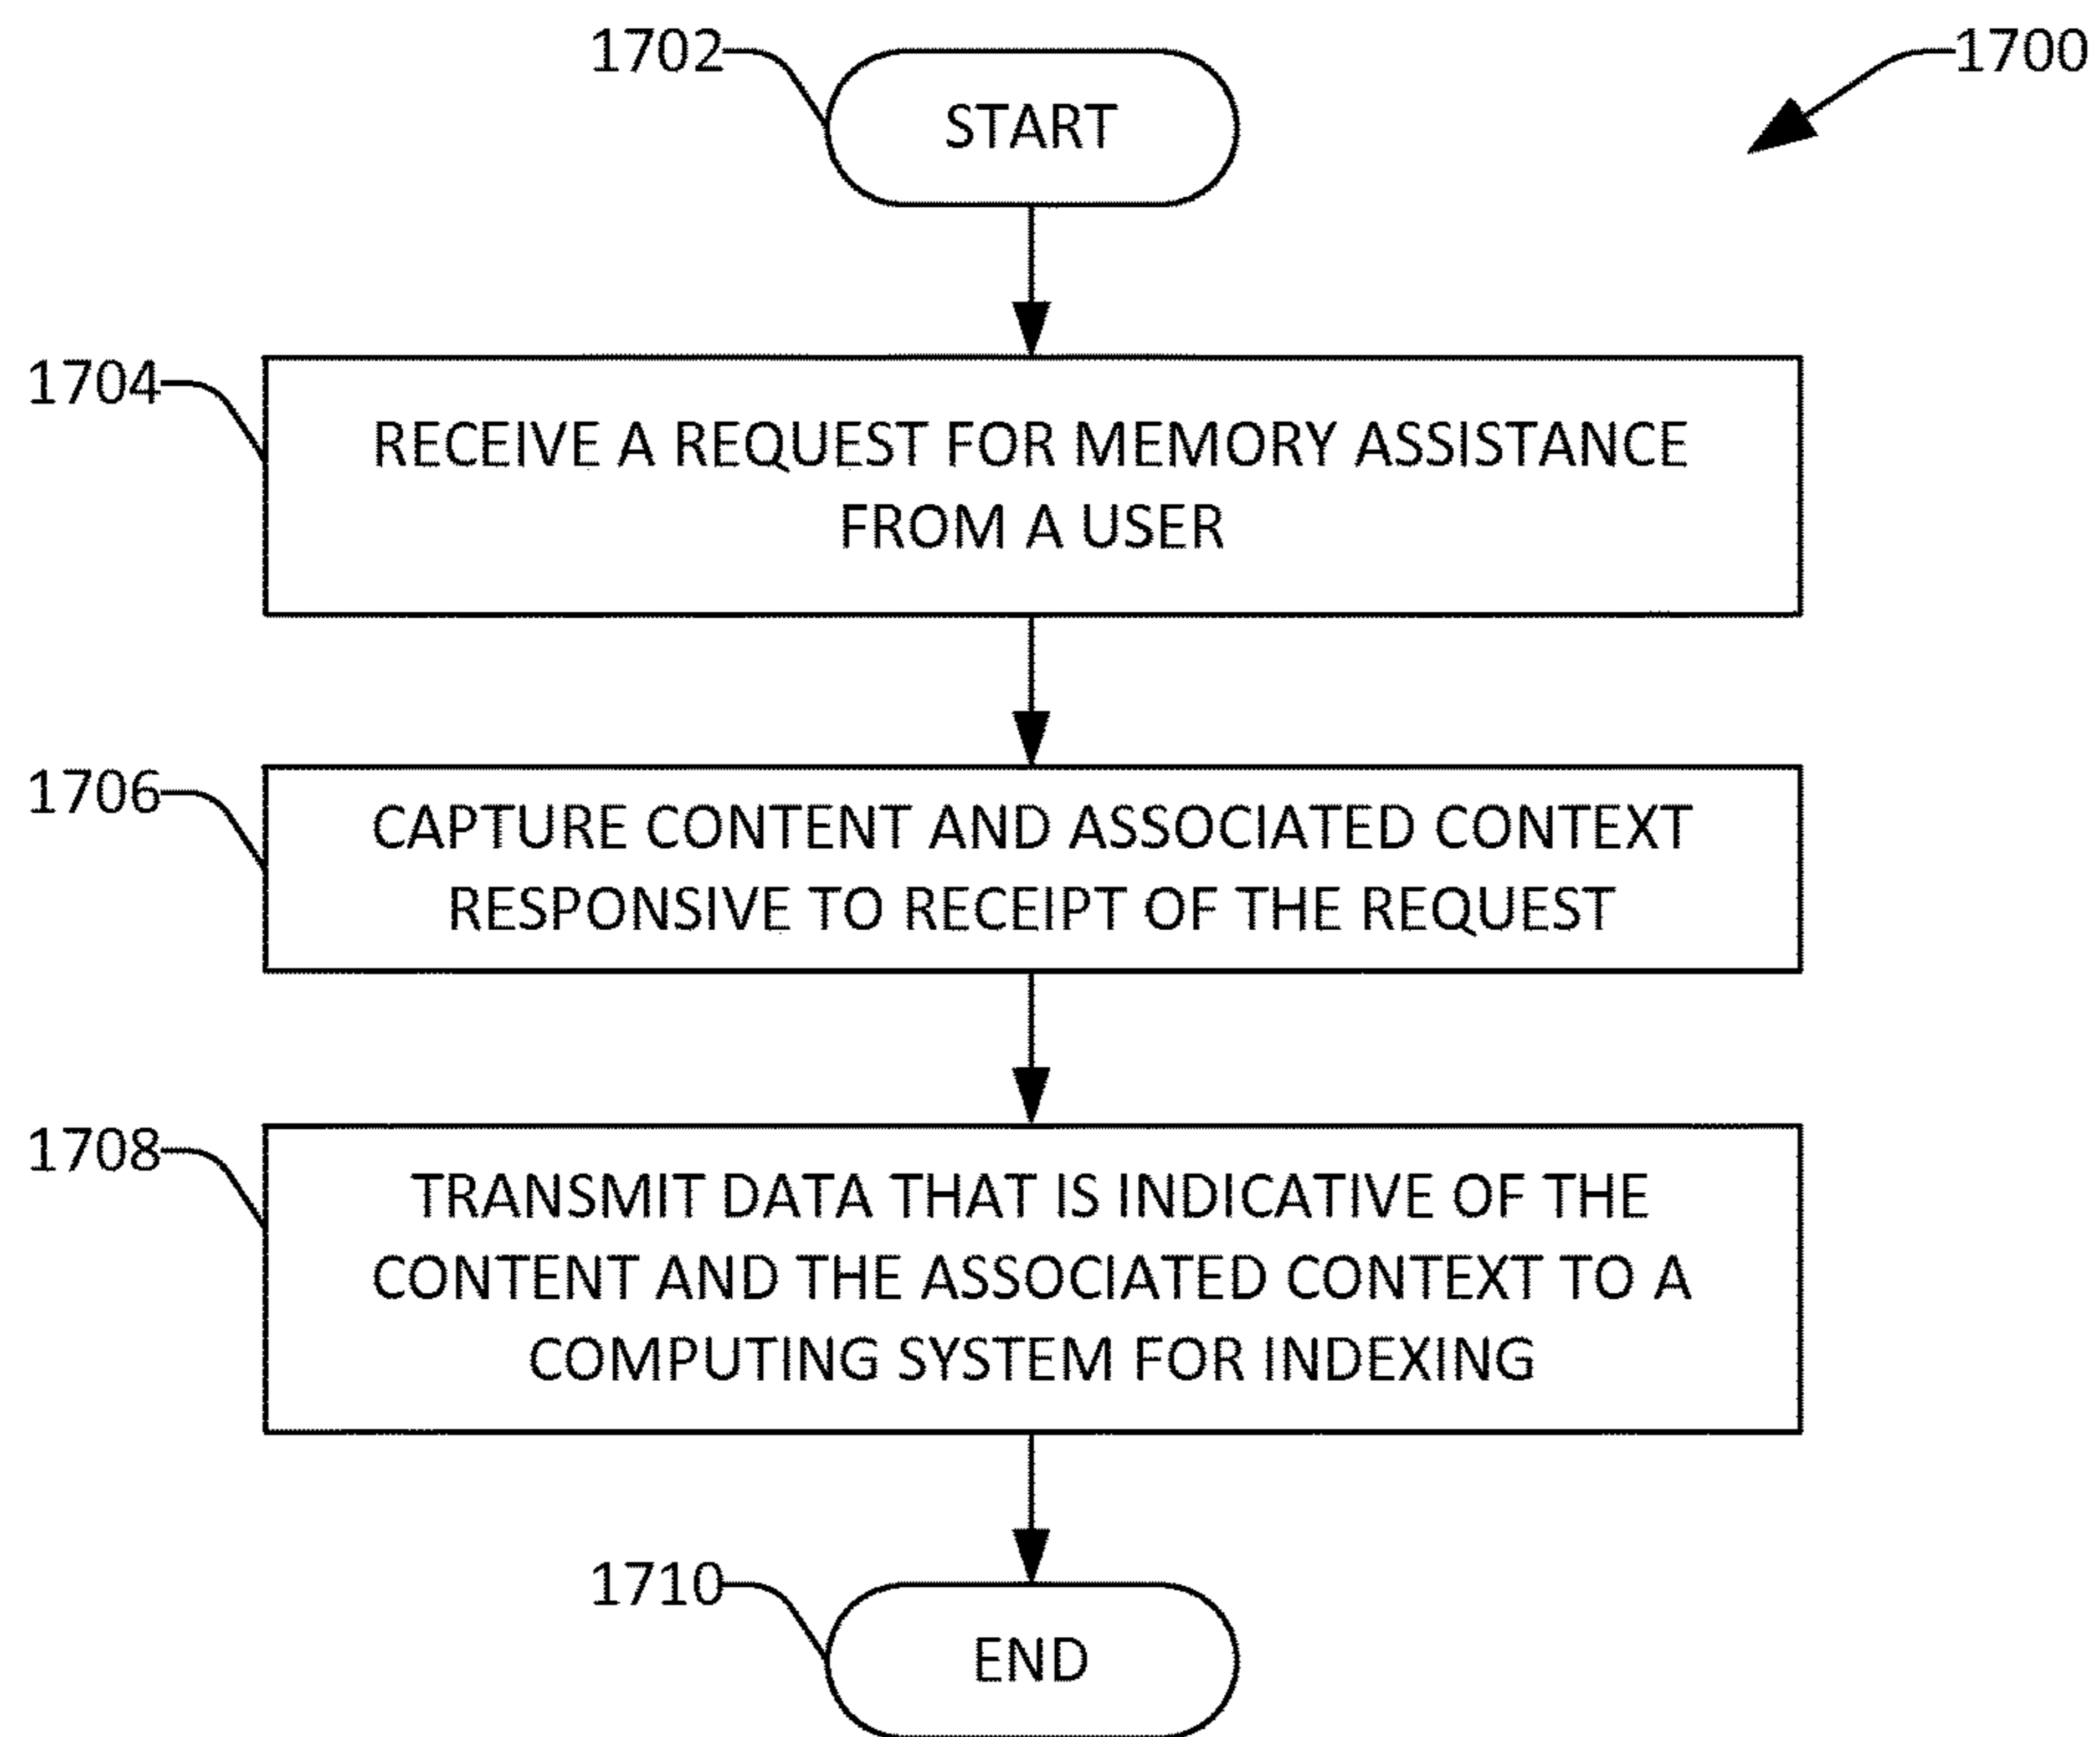 1702
1700
START
1704
RECEIVE A REQUEST FOR MEMORY ASSISTANCE
FROM A USER
1706
CAPTURE CONTENT AND ASSOCIATED CONTEXT
RESPONSIVE TO RECEIPT OF THE REQUEST
1708
TRANSMIT DATA THAT IS INDICATIVE OF THE
CONTENT AND THE ASSOCIATED CONTEXT TO A
COMPUTING SYSTEM FOR INDEXING
1710
END